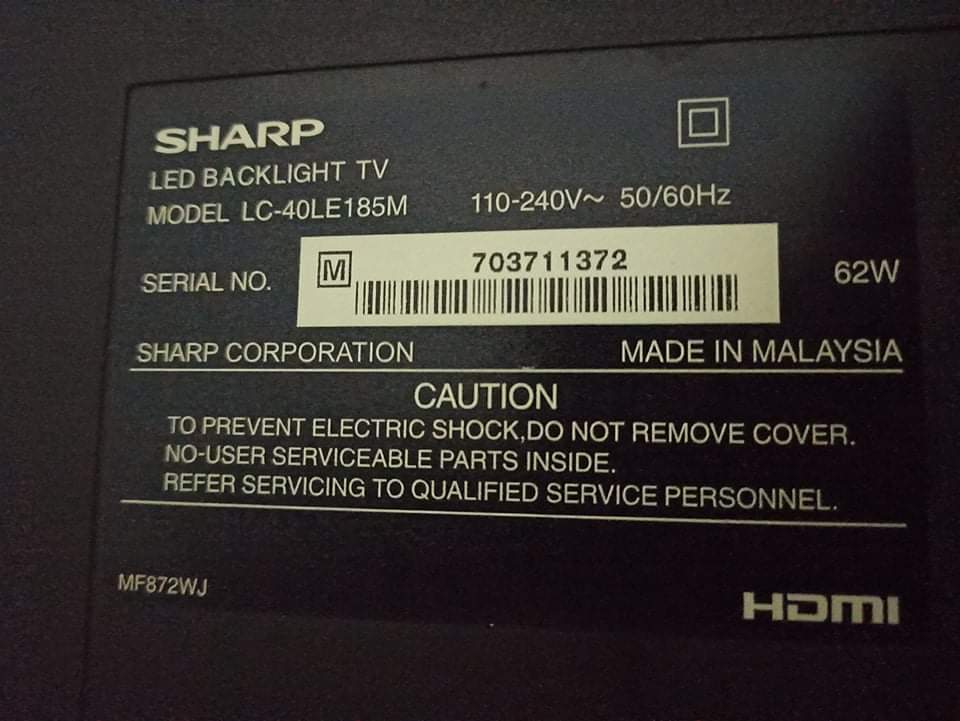 SHARP
LED BACKLIGHT TV
MODEL LC-40LE185M 110-240V~ 50/60Hz
SERIAL NO. M 703711372 62W
SHARP CORPORATION MADE IN MALAYSIA
CAUTION
TO PREVENT ELECTRIC SHOCK,DO NOT REMOVE COVER.
NO-USER SERVICEABLE PARTS INSIDE.
REFER SERVICING TO QUALIFIED SERVICE PERSONNEL.
MF872WJ
HDMI